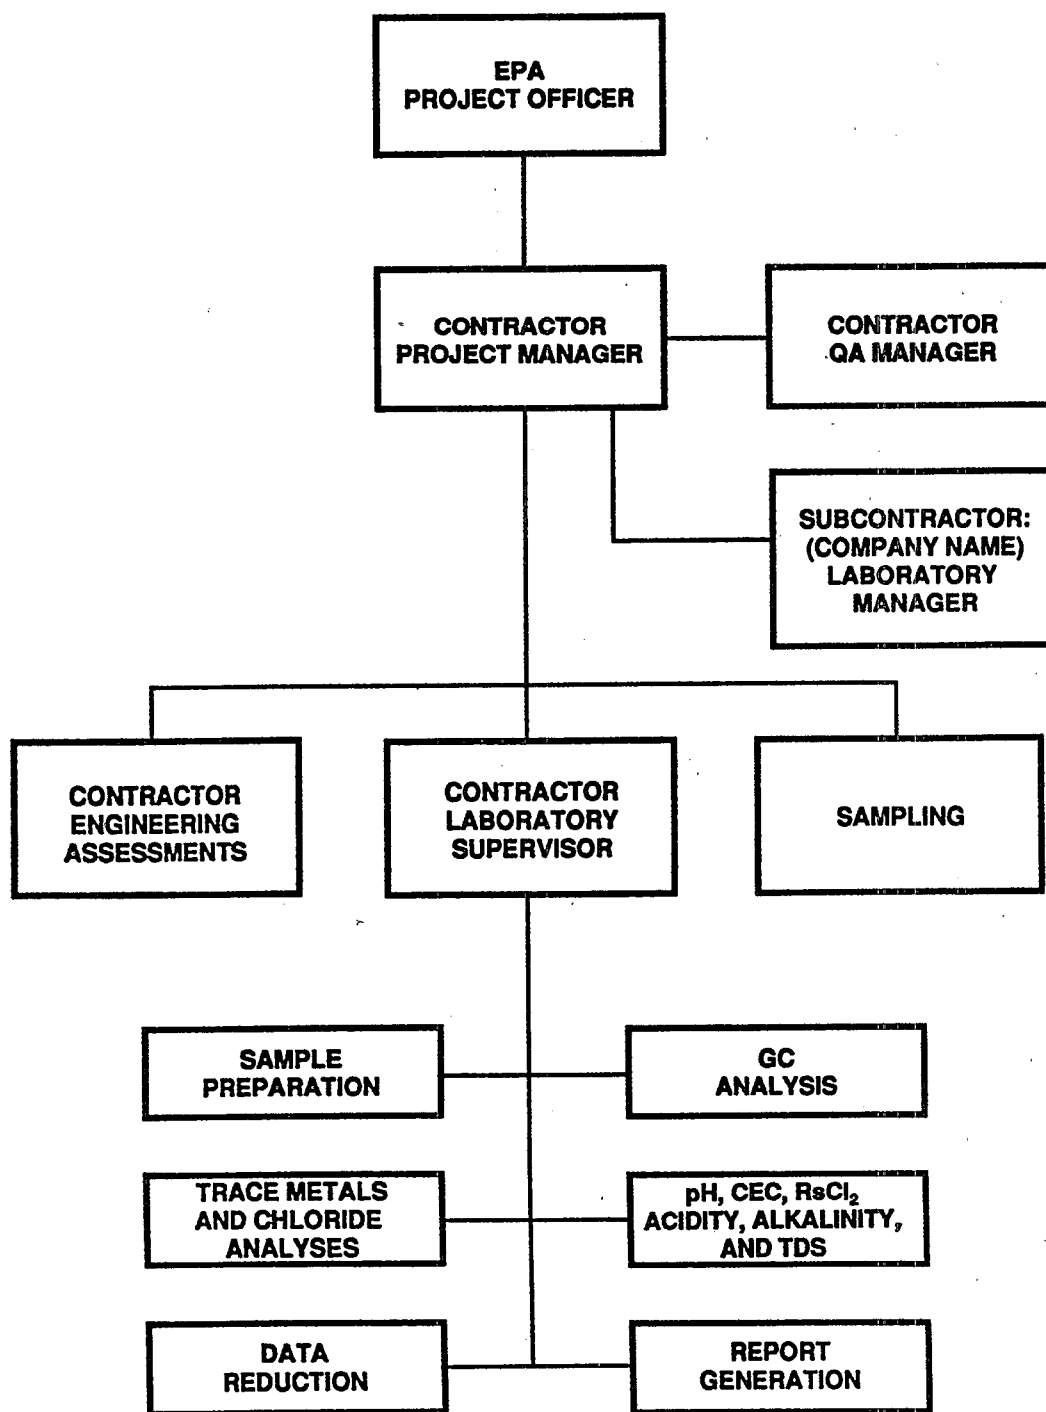 EPA
PROJECT OFFICER
CONTRACTOR
PROJECT MANAGER
CONTRACTOR
QA MANAGER
SUBCONTRACTOR:
(COMPANY NAME)
LABORATORY
MANAGER
CONTRACTOR
ENGINEERING
ASSESSMENTS
CONTRACTOR
LABORATORY
SUPERVISOR
SAMPLING
SAMPLE
PREPARATION
GC
ANALYSIS
TRACE METALS
AND CHLORIDE
ANALYSES
pH, CEC, RsCl₂
ACIDITY, ALKALINITY,
AND TDS
DATA
REDUCTION
REPORT
GENERATION